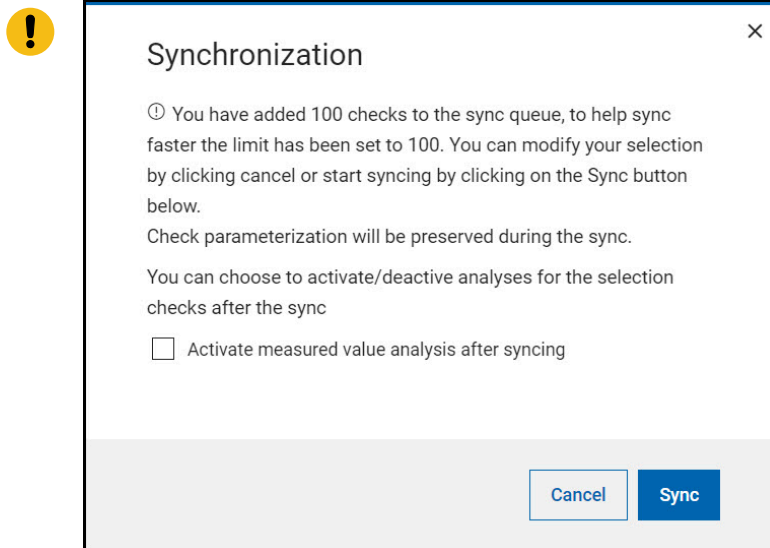 Synchronization
You have added 100 checks to the sync queue, to help sync
faster the limit has been set to 100. You can modify your selection
by clicking cancel or start syncing by clicking on the Sync button
below.
Check parameterization will be preserved during the sync.
You can choose to activate/deactive analyses for the selection
checks after the sync
Activate measured value analysis after syncing
Cancel Sync